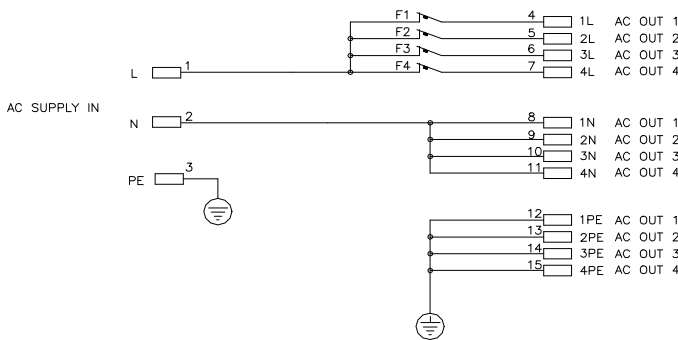 F1 4 1L AC OUT 1
F2 5 2L AC OUT 2
F3 6 3L AC OUT 3
F4 7 4L AC OUT 4
L 1
AC SUPPLY IN
N 2
8 1N AC OUT 1
9 2N AC OUT 2
10 3N AC OUT 3
11 4N AC OUT 4
PE 3
12 1PE AC OUT 1
13 2PE AC OUT 2
14 3PE AC OUT 3
15 4PE AC OUT 4